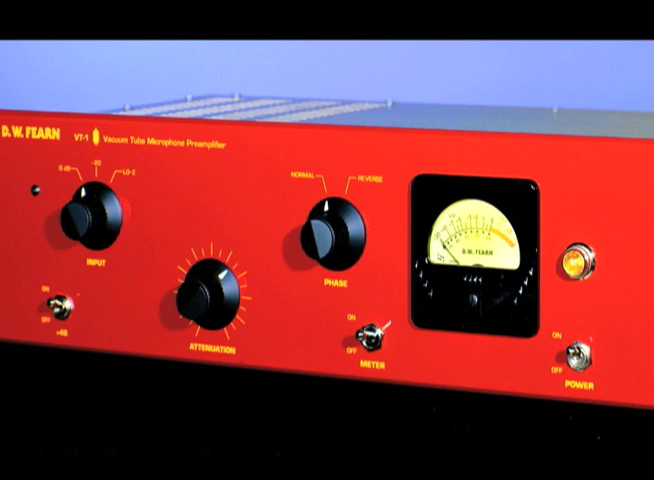 D.W. FEARN VT-1 Vacuum Tube Microphone Preamplifier
-20
0 dB LO-Z
INPUT
ON
OFF
+48
ATTENUATION
NORMAL REVERSE
PHASE
ON
OFF
METER
D.W. FEARN
ON
OFF
POWER